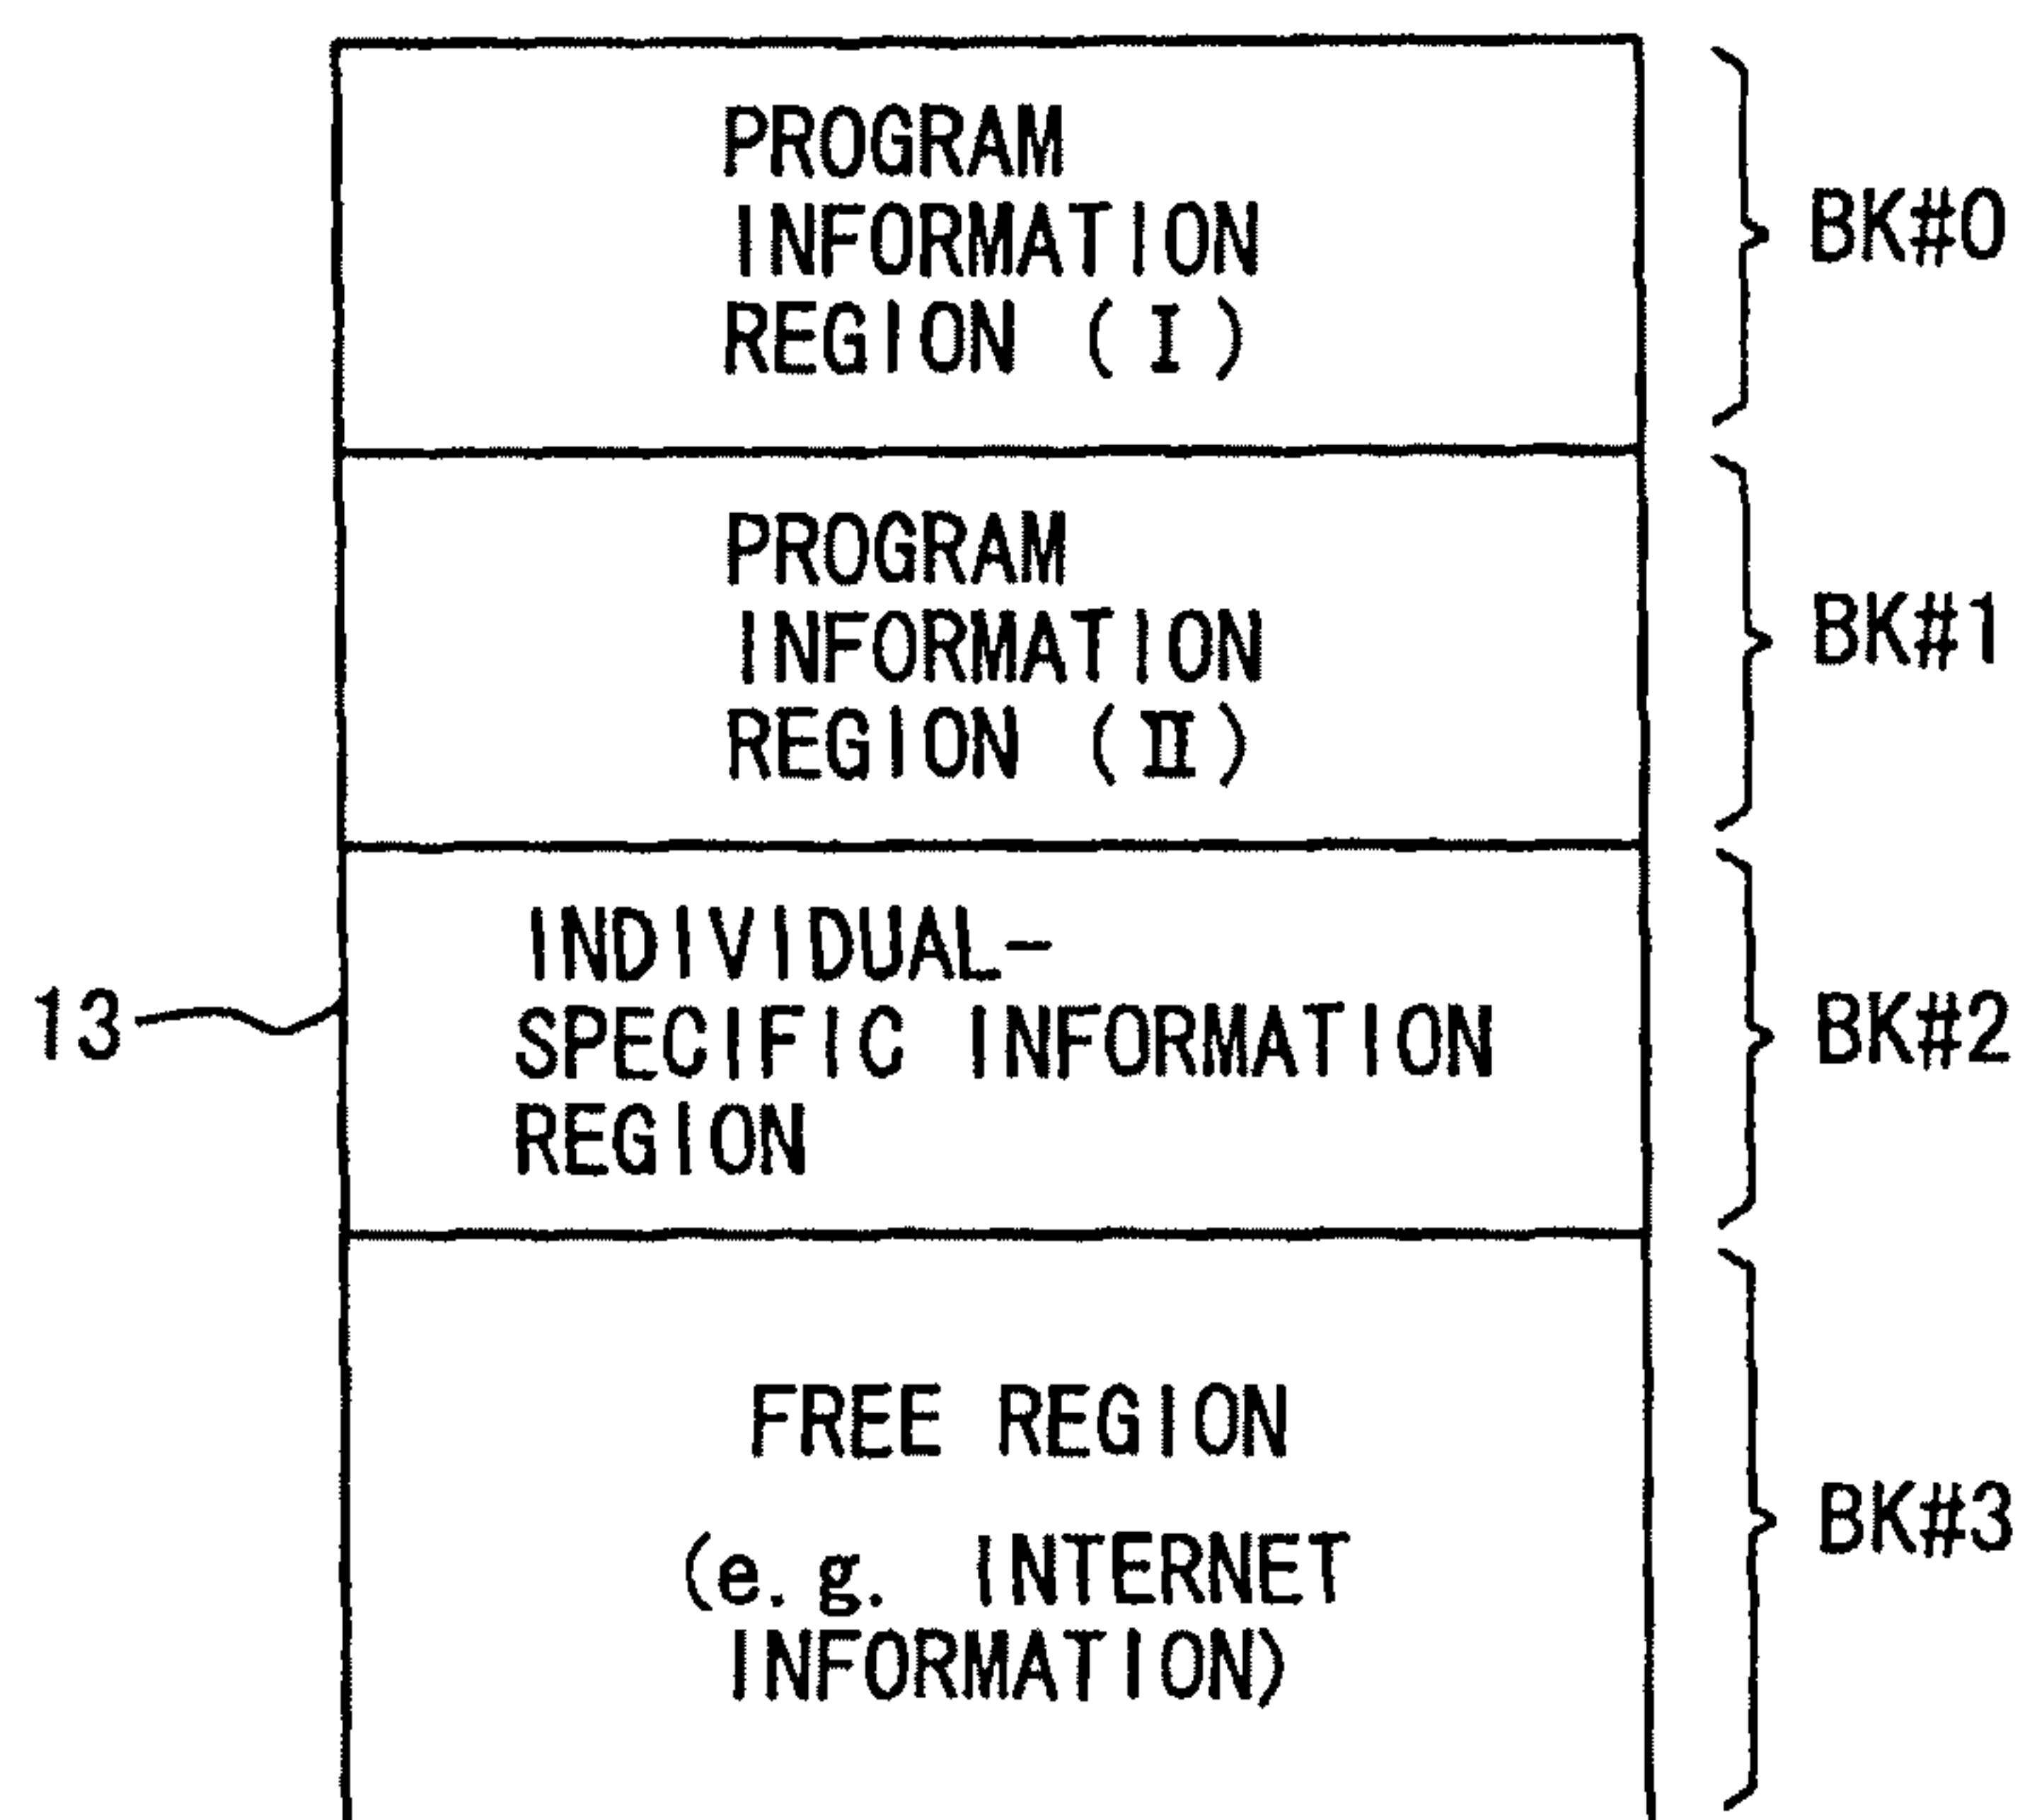 PROGRAM
INFORMATION
REGION (I)
BK#0
PROGRAM
INFORMATION
REGION (II)
BK#1
INDIVIDUAL-
SPECIFIC INFORMATION
REGION
13
BK#2
FREE REGION
(e.g. INTERNET
INFORMATION)
BK#3